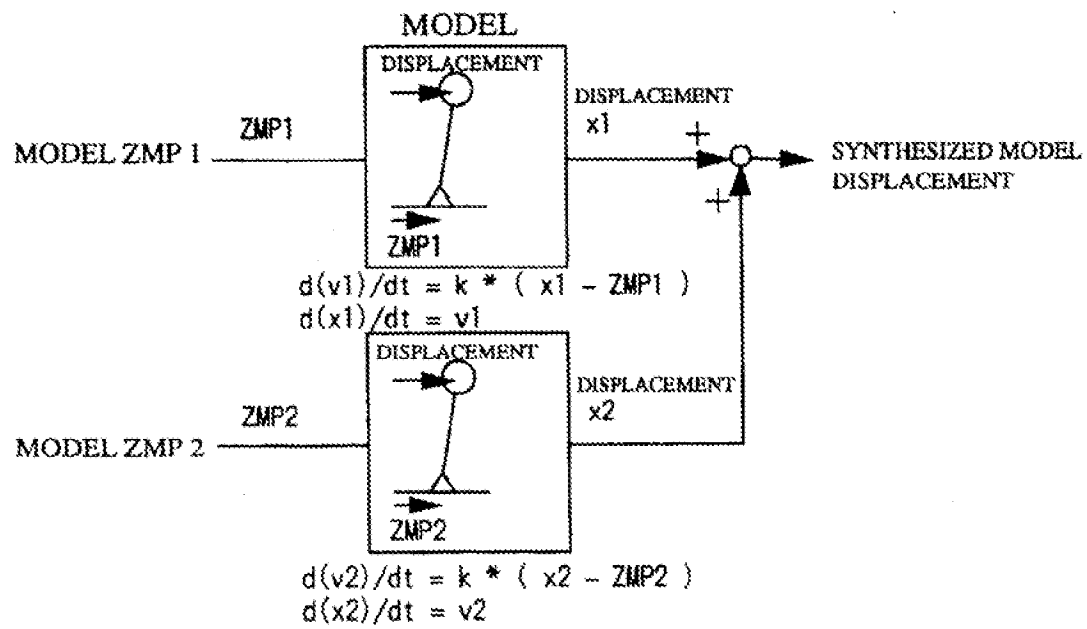 MODEL
DISPLACEMENT
DISPLACEMENT
x1
ZMP1
+
MODEL ZMP 1
SYNTHESIZED MODEL
DISPLACEMENT
+
ZMP1
d(v1)/dt = k * ( x1 - ZMP1 )
d(x1)/dt = v1
DISPLACEMENT
DISPLACEMENT
x2
ZMP2
MODEL ZMP 2
ZMP2
d(v2)/dt = k * ( x2 - ZMP2 )
d(x2)/dt = v2